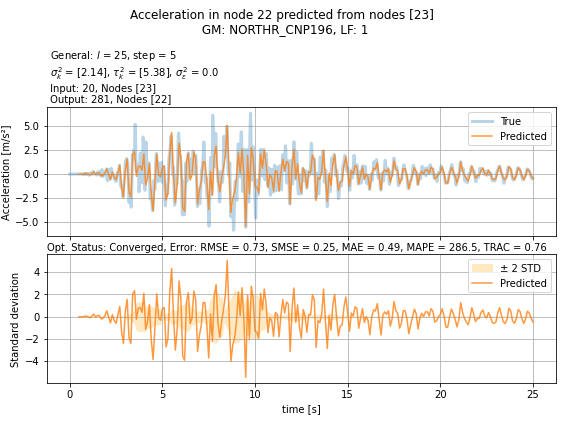 Acceleration in node 22 predicted from nodes [23]
GM: NORTHR_CNP196, LF: 1
General: l = 25, step = 5
σ²ₖ = [2.14], τ²ₖ = [5.38], σ²ε = 0.0
Input: 20, Nodes [23]
Output: 281, Nodes [22]
Acceleration [m/s²]
5.0
2.5
0.0
−2.5
−5.0
True
Predicted
Opt. Status: Converged, Error: RMSE = 0.73, SMSE = 0.25, MAE = 0.49, MAPE = 286.5, TRAC = 0.76
Standard deviation
4
2
0
−2
−4
± 2 STD
Predicted
0 5 10 15 20 25
time [s]